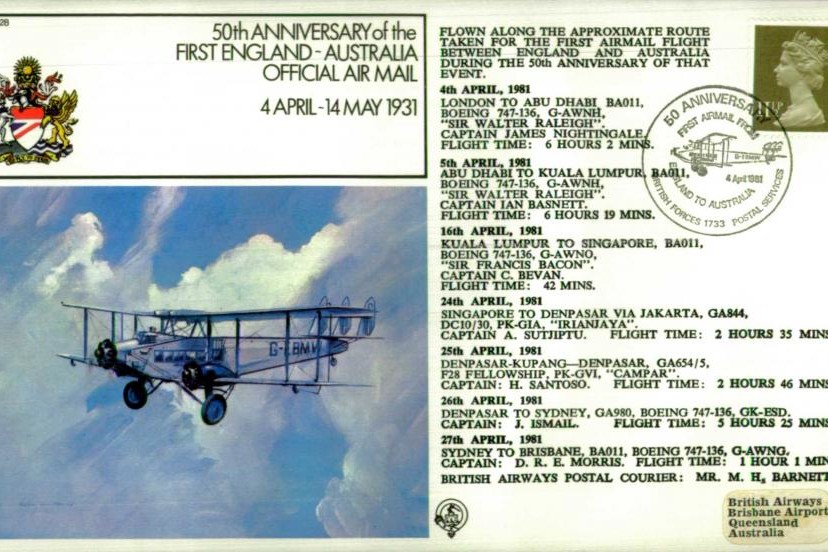 28
50th ANNIVERSARY of the
FIRST ENGLAND - AUSTRALIA
OFFICIAL AIR MAIL
4 APRIL - 14 MAY 1931
G-EBMW
FLOWN ALONG THE APPROXIMATE ROUTE
TAKEN FOR THE FIRST AIRMAIL FLIGHT
BETWEEN ENGLAND AND AUSTRALIA
DURING THE 50th ANNIVERSARY OF THAT
EVENT.
4th APRIL, 1981
LONDON TO ABU DHABI BA011,
BOEING 747-136, G-AWNH,
"SIR WALTER RALEIGH".
CAPTAIN JAMES NIGHTINGALE.
FLIGHT TIME: 6 HOURS 2 MINS.
5th APRIL, 1981
ABU DHABI TO KUALA LUMPUR, BA011,
BOEING 747-136, G-AWNH,
"SIR WALTER RALEIGH".
CAPTAIN IAN BASNETT.
FLIGHT TIME: 6 HOURS 19 MINS.
16th APRIL, 1981
KUALA LUMPUR TO SINGAPORE, BA011,
BOEING 747-136, G-AWNO,
"SIR FRANCIS BACON".
CAPTAIN C. BEVAN.
FLIGHT TIME: 42 MINS.
24th APRIL, 1981
SINGAPORE TO DENPASAR VIA JAKARTA, GA844,
DC10/30, PK-GIA, "IRIANJAYA".
CAPTAIN A. SUTJIPTU. FLIGHT TIME: 2 HOURS 35 MINS
25th APRIL, 1981
DENPASAR-KUPANG—DENPASAR, GA654/5,
F28 FELLOWSHIP, PK-GVI, "CAMPAR".
CAPTAIN: H. SANTOSO. FLIGHT TIME: 2 HOURS 46 MINS
26th APRIL, 1981
DENPASAR TO SYDNEY, GA980, BOEING 747-136, GK-ESD.
CAPTAIN: J. ISMAIL. FLIGHT TIME: 5 HOURS 25 MINS
27th APRIL, 1981
SYDNEY TO BRISBANE, BA011, BOEING 747-136, G-AWNG.
CAPTAIN: D. R. E. MORRIS. FLIGHT TIME: 1 HOUR 1 MIN
BRITISH AIRWAYS POSTAL COURIER: MR. M. H. BARNETT
50 ANNIVERSARY
FIRST AIRMAIL FROM
4 April 1981
ENGLAND TO AUSTRALIA
BRITISH FORCES 1733 POSTAL SERVICES
British Airways
Brisbane Airport
Queensland
Australia